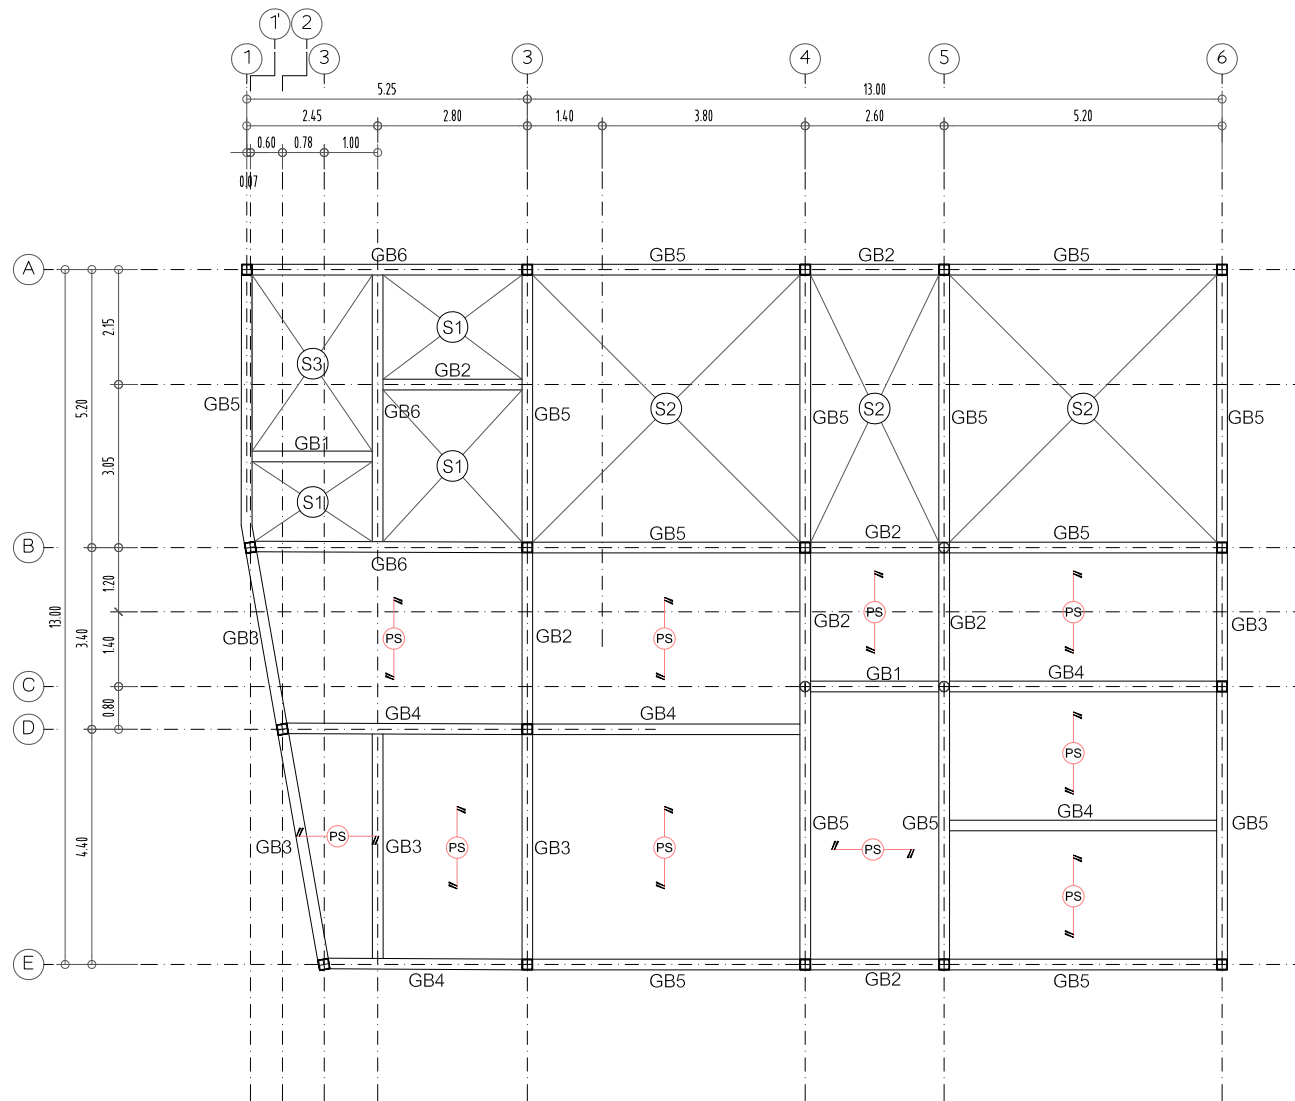 1' 2
1 3 3 4 5 6
5.25 13.00
2.45 2.80 1.40 3.80 2.60 5.20
0.60 0.78 1.00
0.07
GB6 GB5 GB2 GB5
A
2.15
S1
S3
GB2
5.20
GB5 GB6 GB5 S2 GB5 S2 GB5 S2 GB5
GB1
3.05
S1
S1
GB5 GB2 GB5
B
GB6
1.20
13.00
PS PS
GB2 GB2 GB3
GB3 PS GB2 PS
3.40 1.40
GB1 GB4
C
0.80
GB4 GB4
D
PS
GB4
GB5 GB5 GB5
PS
GB3 GB3 PS GB3 PS PS
4.40
PS
E
GB4 GB5 GB2 GB5